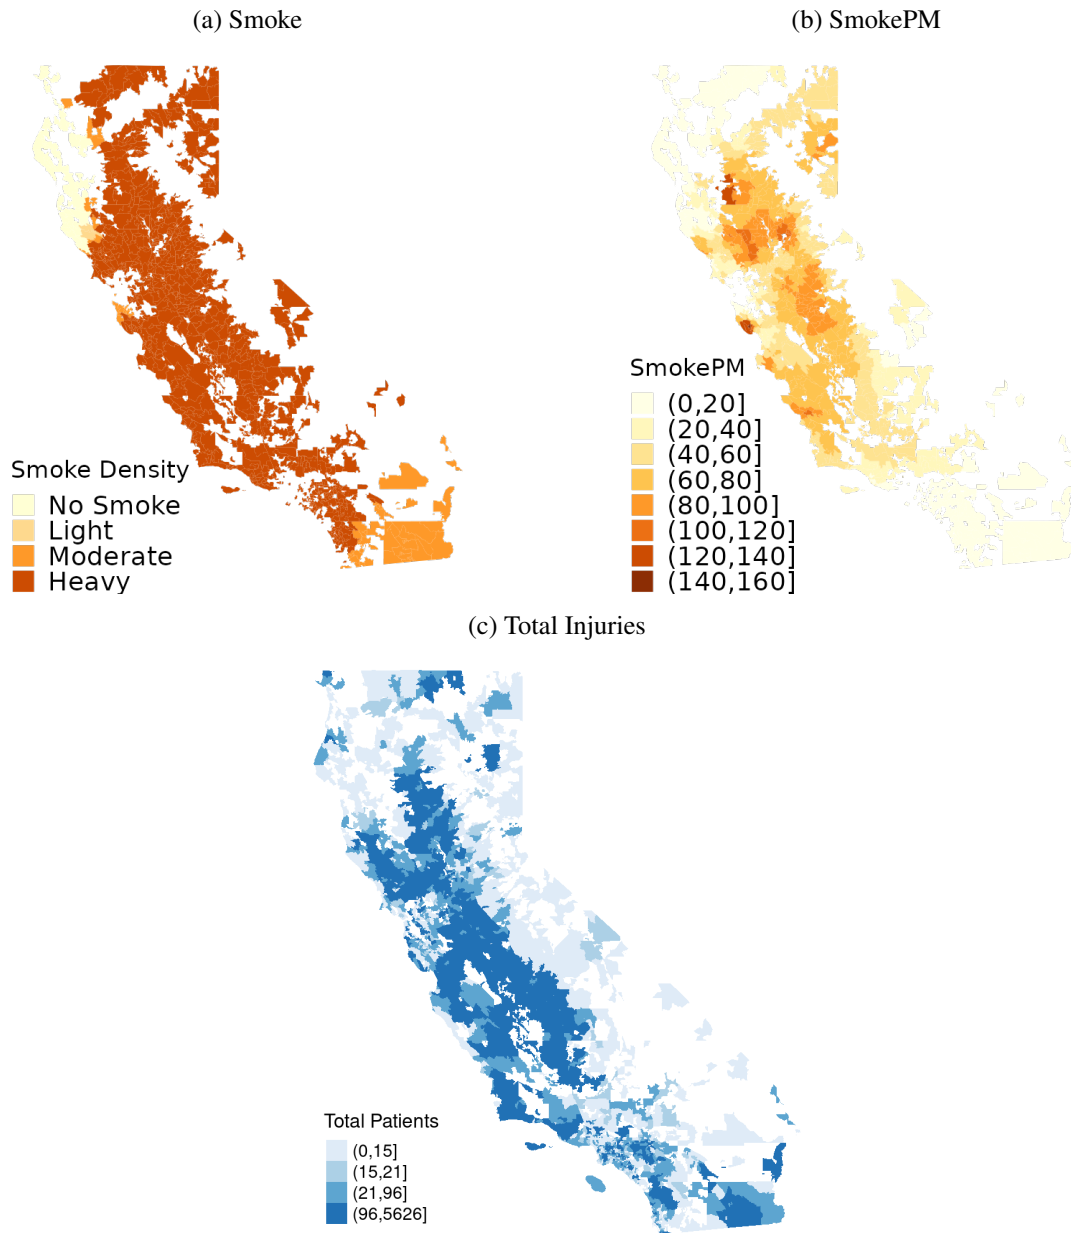 (a) Smoke
(b) SmokePM
Smoke Density
No Smoke
Light
Moderate
Heavy
SmokePM
(0,20]
(20,40]
(40,60]
(60,80]
(80,100]
(100,120]
(120,140]
(140,160]
(c) Total Injuries
Total Patients
(0,15]
(15,21]
(21,96]
(96,5626]